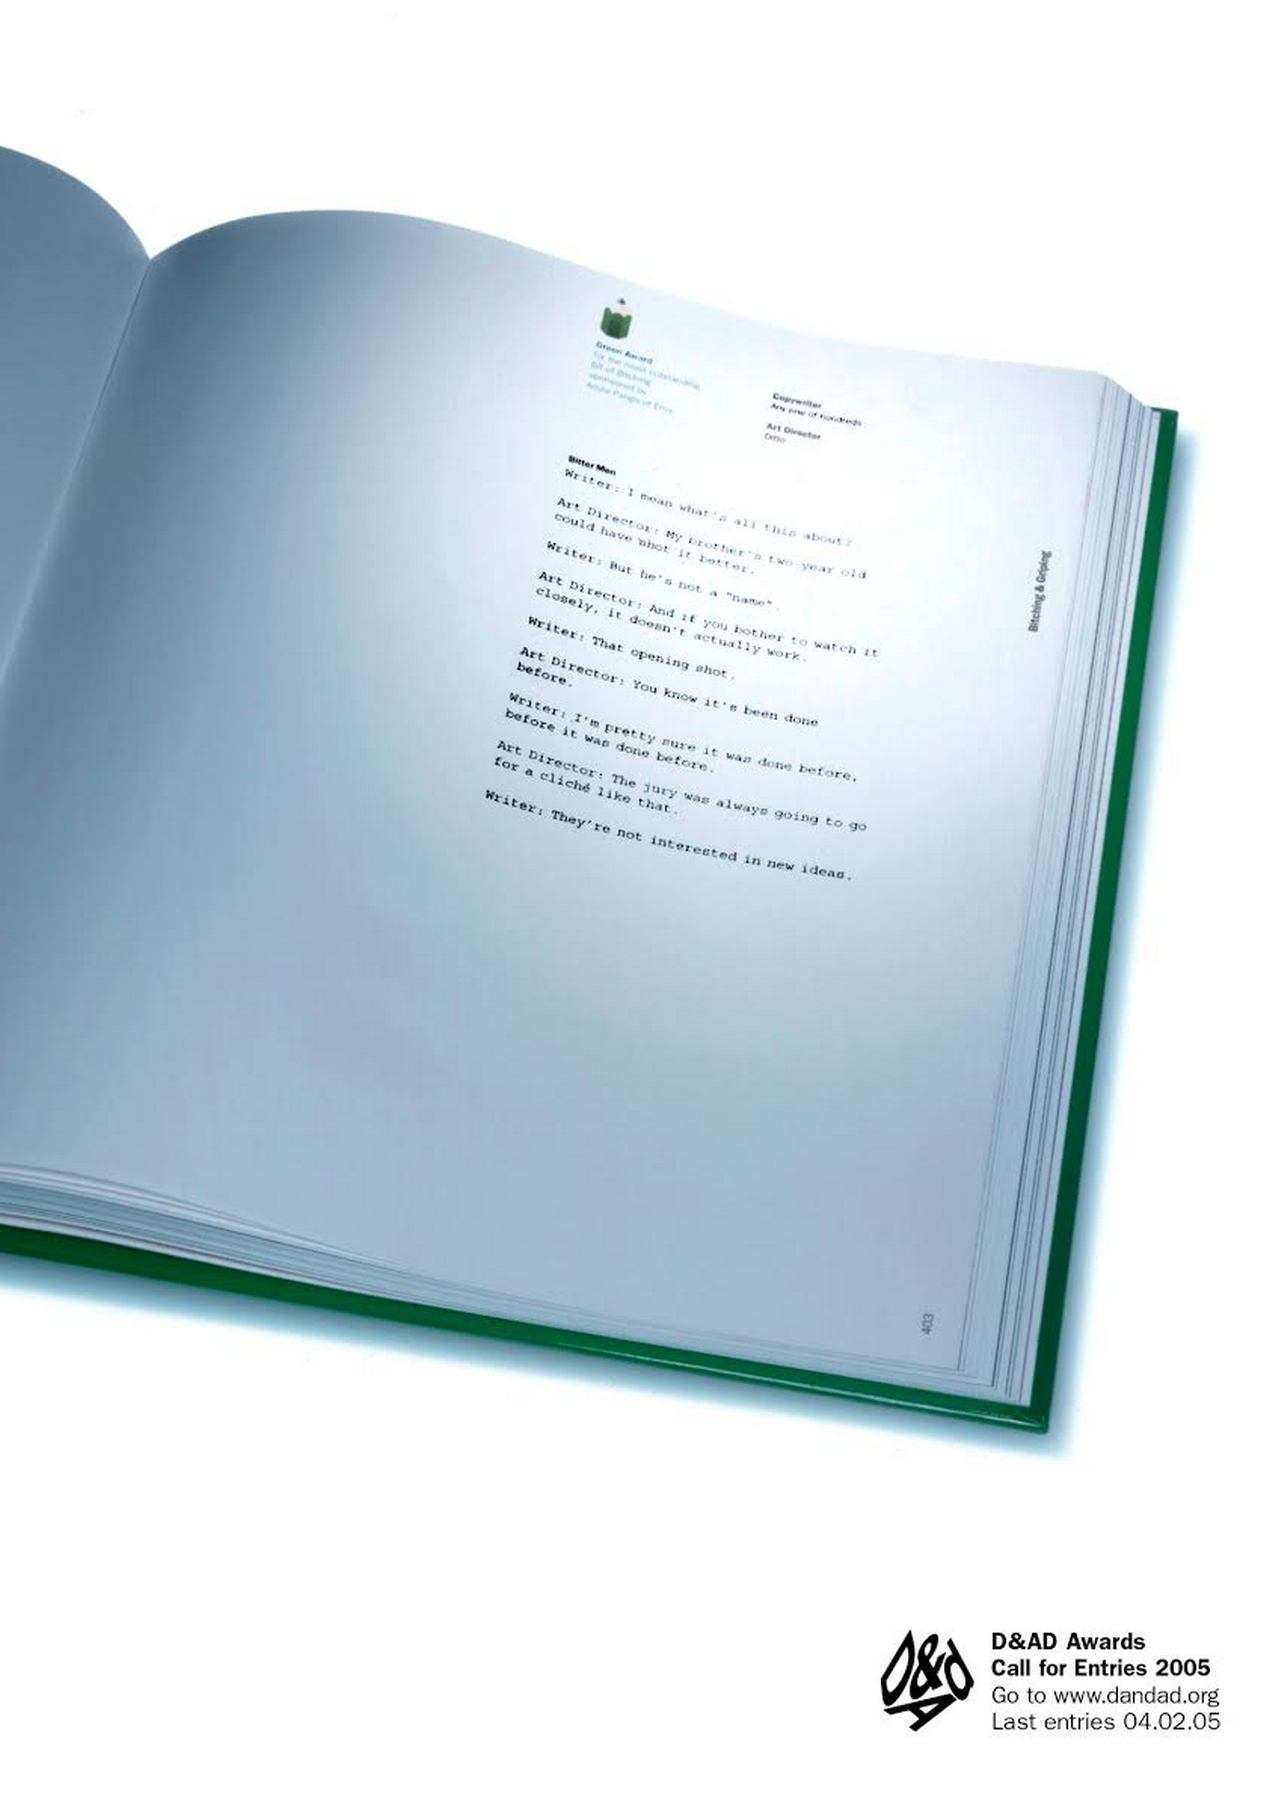 Green Award
for the most outstanding
Bit of Bitching
sponsored by
Acute Pangs of Envy
Copywriter
Any one of hundreds
Art Director
Ditto
Bitter Men
Writer: I mean what's all this about?
Art Director: My brother's two-year old
could have shot it better.
Writer: But he's not a "name".
Art Director: And if you bother to watch it
closely, it doesn't actually work.
Writer: That opening shot.
Art Director: You know it's been done
before.
Writer: I'm pretty sure it was done before,
before it was done before.
Art Director: The jury was always going to go
for a cliché like that.
Writer: They're not interested in new ideas.
Bitching & Griping
403
D&AD
D&AD Awards
Call for Entries 2005
Go to www.dandad.org
Last entries 04.02.05